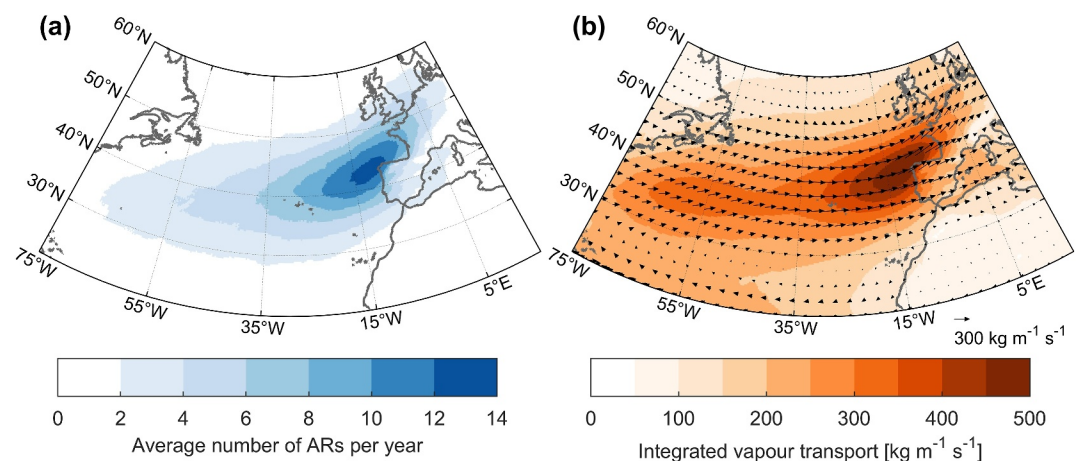 (a)
60°N
50°N
40°N
30°N
75°W
55°W
35°W
15°W
5°E
0 2 4 6 8 10 12 14
Average number of ARs per year
(b)
60°N
50°N
40°N
30°N
75°W
55°W
35°W
15°W
5°E
300 kg m⁻¹ s⁻¹
0 100 200 300 400 500
Integrated vapour transport [kg m⁻¹ s⁻¹]